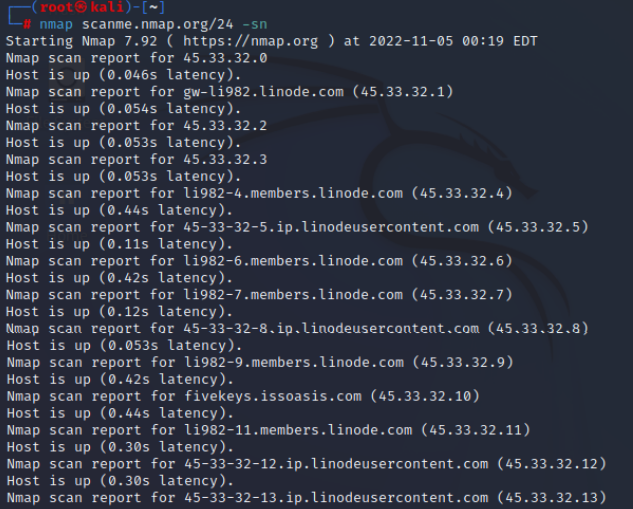 ┌──(root㉿kali)-[~]
└─# nmap scanme.nmap.org/24 -sn
Starting Nmap 7.92 ( https://nmap.org ) at 2022-11-05 00:19 EDT
Nmap scan report for 45.33.32.0
Host is up (0.046s latency).
Nmap scan report for gw-li982.linode.com (45.33.32.1)
Host is up (0.054s latency).
Nmap scan report for 45.33.32.2
Host is up (0.053s latency).
Nmap scan report for 45.33.32.3
Host is up (0.053s latency).
Nmap scan report for li982-4.members.linode.com (45.33.32.4)
Host is up (0.44s latency).
Nmap scan report for 45-33-32-5.ip.linodeusercontent.com (45.33.32.5)
Host is up (0.11s latency).
Nmap scan report for li982-6.members.linode.com (45.33.32.6)
Host is up (0.42s latency).
Nmap scan report for li982-7.members.linode.com (45.33.32.7)
Host is up (0.12s latency).
Nmap scan report for 45-33-32-8.ip.linodeusercontent.com (45.33.32.8)
Host is up (0.053s latency).
Nmap scan report for li982-9.members.linode.com (45.33.32.9)
Host is up (0.42s latency).
Nmap scan report for fivekeys.issoasis.com (45.33.32.10)
Host is up (0.44s latency).
Nmap scan report for li982-11.members.linode.com (45.33.32.11)
Host is up (0.30s latency).
Nmap scan report for 45-33-32-12.ip.linodeusercontent.com (45.33.32.12)
Host is up (0.30s latency).
Nmap scan report for 45-33-32-13.ip.linodeusercontent.com (45.33.32.13)